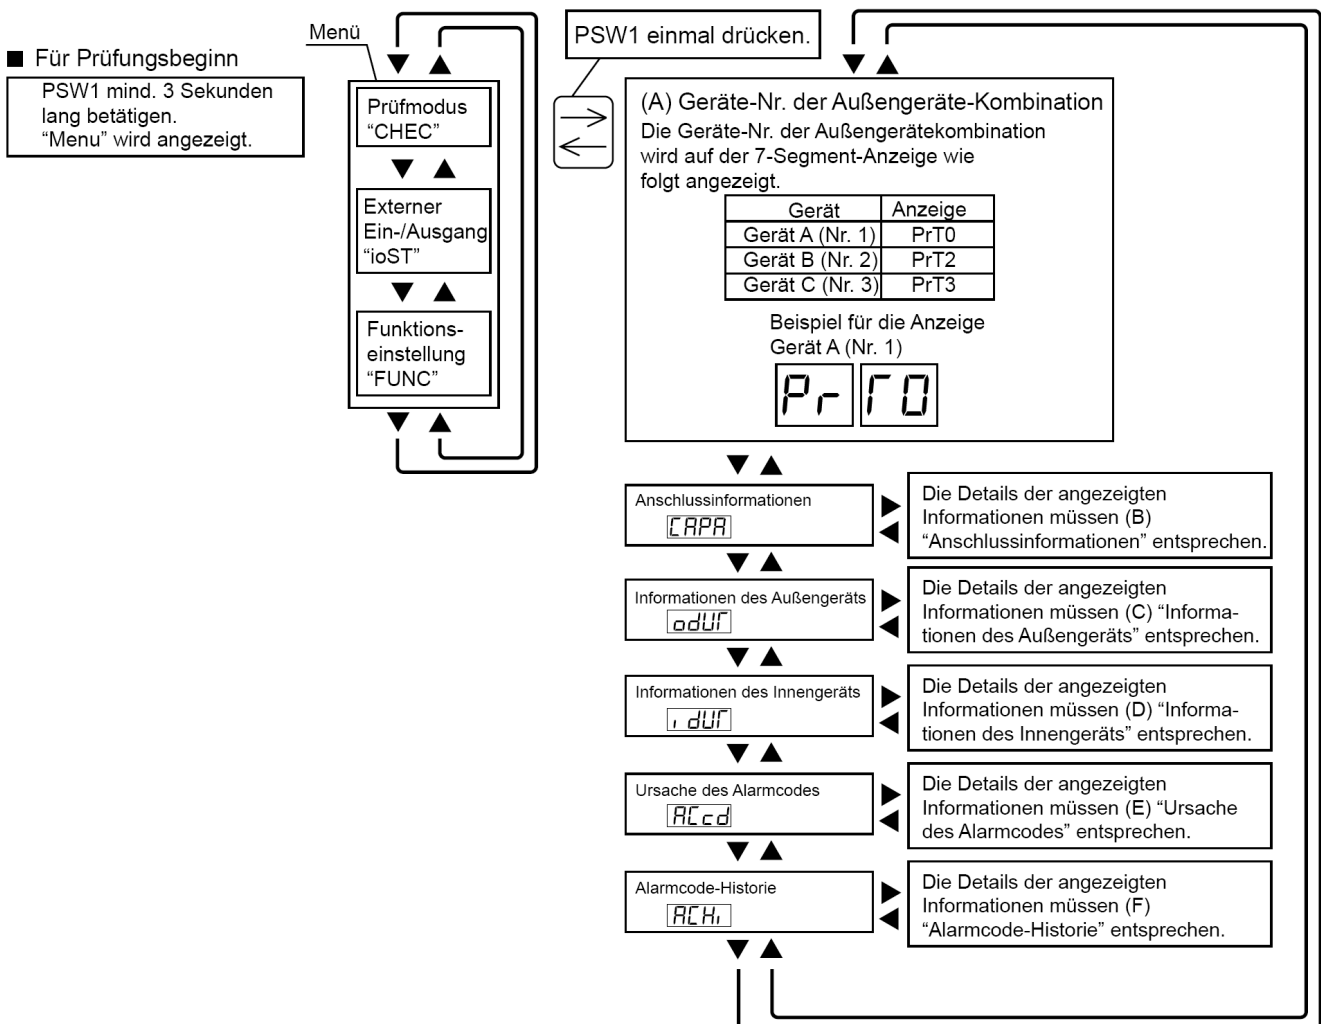 ■ Für Prüfungsbeginn
PSW1 mind. 3 Sekunden
lang betätigen.
“Menu” wird angezeigt.
Menü
Prüfmodus
“CHEC”
Externer
Ein-/Ausgang
“ioST”
Funktions-
einstellung
“FUNC”
PSW1 einmal drücken.
(A) Geräte-Nr. der Außengeräte-Kombination
Die Geräte-Nr. der Außengerätekombination
wird auf der 7-Segment-Anzeige wie
folgt angezeigt.
Gerät Anzeige
Gerät A (Nr. 1) PrT0
Gerät B (Nr. 2) PrT2
Gerät C (Nr. 3) PrT3
Beispiel für die Anzeige
Gerät A (Nr. 1)
Pr T0
Anschlussinformationen
CAPA
Die Details der angezeigten
Informationen müssen (B)
“Anschlussinformationen” entsprechen.
Informationen des Außengeräts
odUT
Die Details der angezeigten
Informationen müssen (C) “Informa-
tionen des Außengeräts” entsprechen.
Informationen des Innengeräts
idUT
Die Details der angezeigten
Informationen müssen (D) “Informa-
tionen des Innengeräts” entsprechen.
Ursache des Alarmcodes
ACcd
Die Details der angezeigten
Informationen müssen (E) “Ursache
des Alarmcodes” entsprechen.
Alarmcode-Historie
ACHi
Die Details der angezeigten
Informationen müssen (F)
“Alarmcode-Historie” entsprechen.